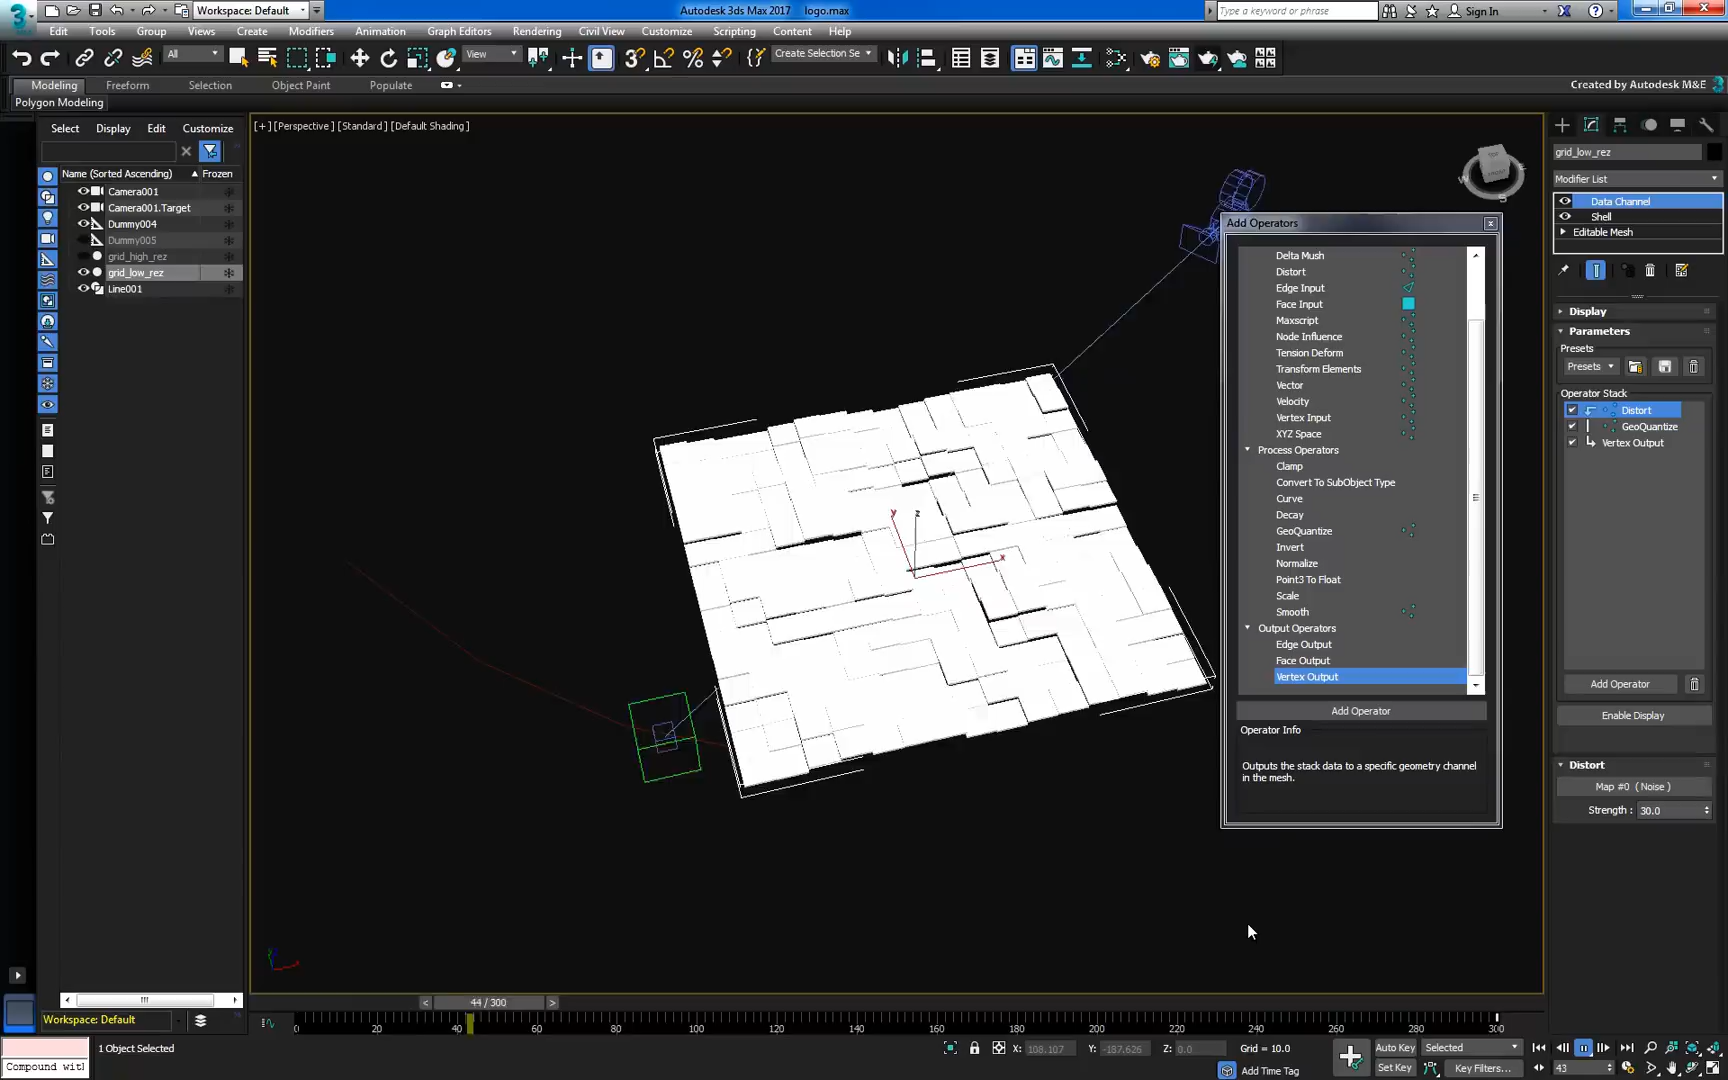 Workspace: Default
Autodesk 3ds Max 2017 logo.max
Type a keyword or phrase
Sign In
Edit Tools Group Views Create Modifiers Animation Graph Editors Rendering Civil View Customize Scripting Content Help
All
View
Create Selection Se
Modeling Freeform Selection Object Paint Populate
Created by Autodesk M&E
Polygon Modeling
Select Display Edit Customize
Name (Sorted Ascending) Frozen
Camera001
Camera001.Target
Dummy004
Dummy005
grid_high_rez
grid_low_rez
Line001
[+] [Perspective] [Standard] [Default Shading]
y z x
Add Operators
Delta Mush
Distort
Edge Input
Face Input
Maxscript
Node Influence
Tension Deform
Transform Elements
Vector
Velocity
Vertex Input
XYZ Space
Process Operators
Clamp
Convert To SubObject Type
Curve
Decay
GeoQuantize
Invert
Normalize
Point3 To Float
Scale
Smooth
Output Operators
Edge Output
Face Output
Vertex Output
Add Operator
Operator Info
Outputs the stack data to a specific geometry channel
in the mesh.
grid_low_rez
Modifier List
Data Channel
Shell
Editable Mesh
Display
Parameters
Presets
Presets
Operator Stack
Distort
GeoQuantize
Vertex Output
Add Operator
Enable Display
Distort
Map #0 (Noise)
Strength : 30.0
< 44 / 300 >
Workspace: Default
0 20 40 60 80 100 120 140 160 180 200 220 240 260 280 300
1 Object Selected
X: 108.107 Y: -187.626 Z: 0.0 Grid = 10.0
Auto Key Selected
Compound witl
Add Time Tag
Set Key Key Filters...
43